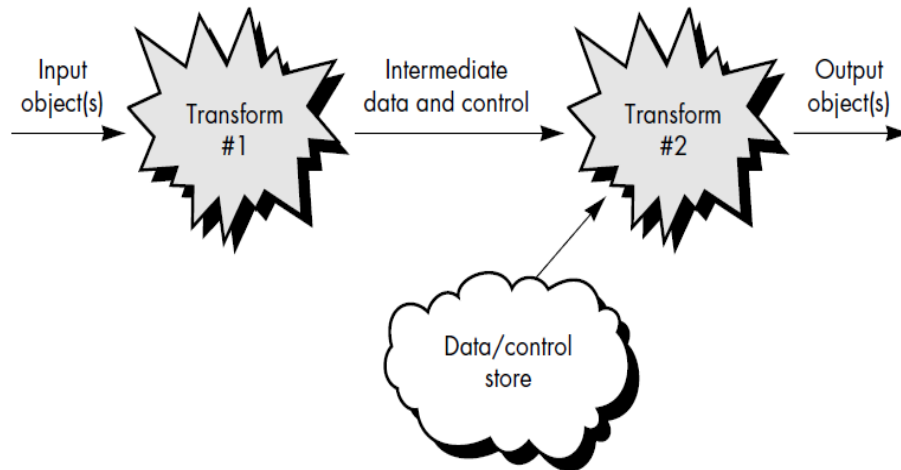 Input
object(s)
Transform
#1
Intermediate
data and control
Transform
#2
Output
object(s)
Data/control
store